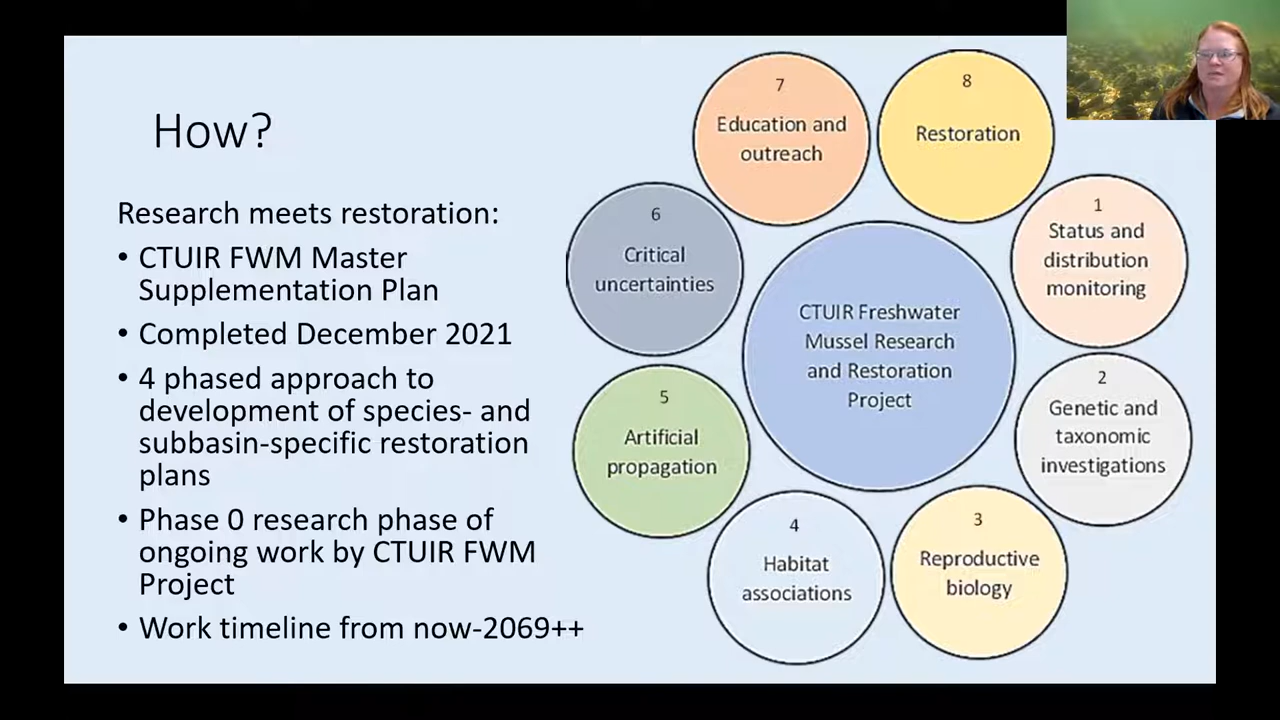 How?
Research meets restoration:
• CTUIR FWM Master
Supplementation Plan
• Completed December 2021
• 4 phased approach to
development of species- and
subbasin-specific restoration
plans
• Phase 0 research phase of
ongoing work by CTUIR FWM
Project
• Work timeline from now-2069++
CTUIR Freshwater
Mussel Research
and Restoration
Project
1
Status and
distribution
monitoring
2
Genetic and
taxonomic
investigations
3
Reproductive
biology
4
Habitat
associations
5
Artificial
propagation
6
Critical
uncertainties
7
Education and
outreach
8
Restoration